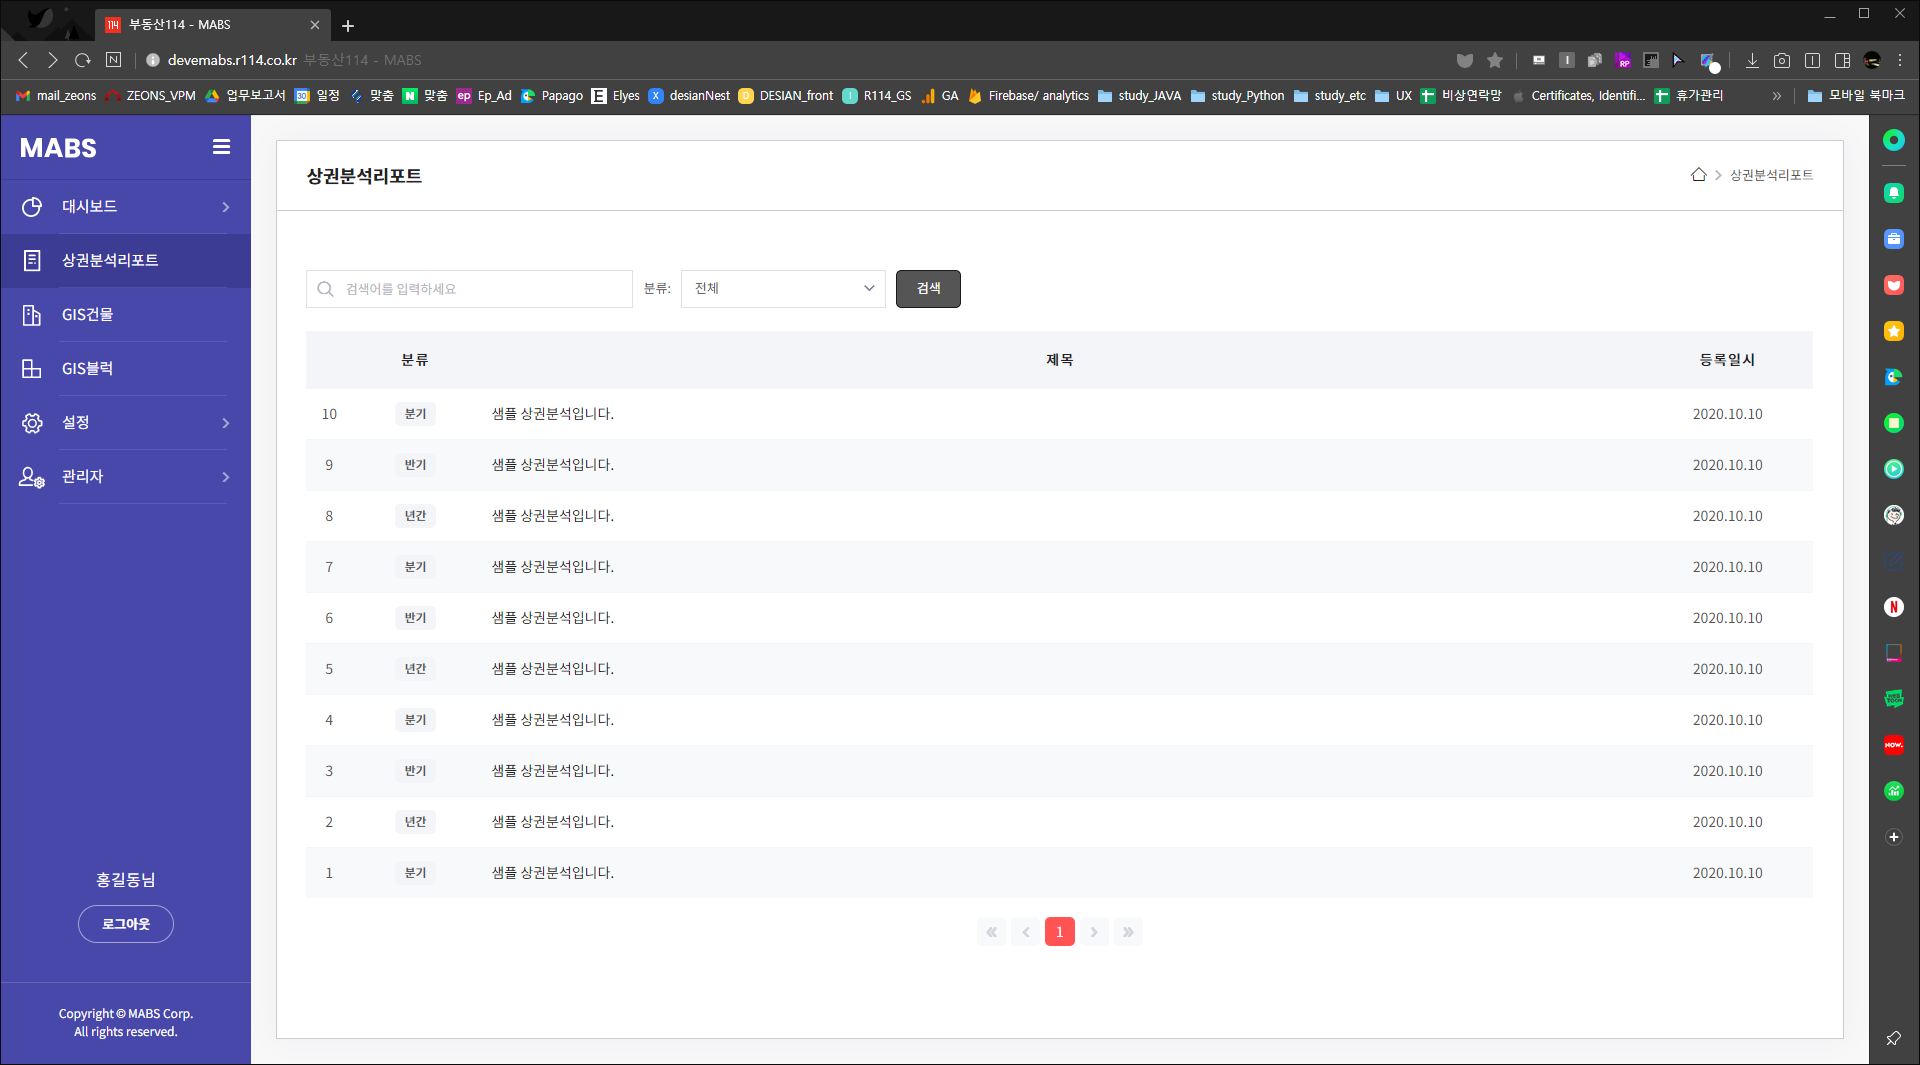 114 부동산114 - MABS
N devemabs.r114.co.kr 부동산114 - MABS
mail_zeons ZEONS_VPM 업무보고서 30 일정 맞춤 N 맞춤 ep Ep_Ad Papago E Elyes X desianNest D DESIAN_front I R114_GS GA Firebase/ analytics study_JAVA study_Python study_etc UX 비상연락망 Certificates, Identifi... 휴가관리 » 모바일 북마크
MABS
대시보드
상권분석리포트
GIS건물
GIS블럭
설정
관리자
홍길동님
로그아웃
Copyright © MABS Corp.
All rights reserved.
상권분석리포트
상권분석리포트
검색어를 입력하세요 분류: 전체 검색
분류 제목 등록일시
10 분기 샘플 상권분석입니다. 2020.10.10
9 반기 샘플 상권분석입니다. 2020.10.10
8 년간 샘플 상권분석입니다. 2020.10.10
7 분기 샘플 상권분석입니다. 2020.10.10
6 반기 샘플 상권분석입니다. 2020.10.10
5 년간 샘플 상권분석입니다. 2020.10.10
4 분기 샘플 상권분석입니다. 2020.10.10
3 반기 샘플 상권분석입니다. 2020.10.10
2 년간 샘플 상권분석입니다. 2020.10.10
1 분기 샘플 상권분석입니다. 2020.10.10
« ‹ 1 › »
RP
N
WEB
TOON
NOW.